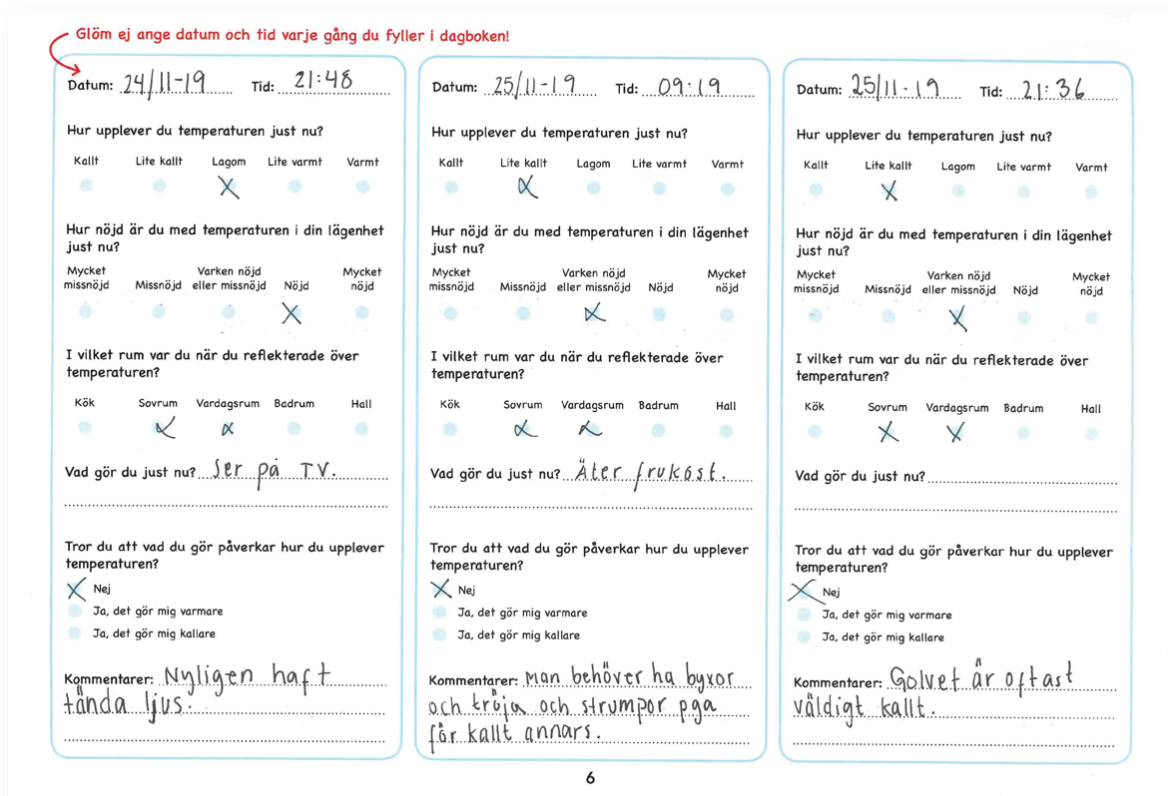 Glöm ej ange datum och tid varje gång du fyller i dagboken!
Datum: 24/11-19 Tid: 21:48
Hur upplever du temperaturen just nu?
Kallt Lite kallt Lagom Lite varmt Varmt
X
Hur nöjd är du med temperaturen i din lägenhet
just nu?
Mycket missnöjd Missnöjd Varken nöjd eller missnöjd Nöjd Mycket nöjd
X
I vilket rum var du när du reflekterade över
temperaturen?
Kök Sovrum Vardagsrum Badrum Hall
X X
Vad gör du just nu? Ser på TV.
Tror du att vad du gör påverkar hur du upplever
temperaturen?
X Nej
Ja, det gör mig varmare
Ja, det gör mig kallare
Kommentarer: Nyligen haft
tända ljus.
Datum: 25/11-19 Tid: 09:19
Hur upplever du temperaturen just nu?
Kallt Lite kallt Lagom Lite varmt Varmt
X
Hur nöjd är du med temperaturen i din lägenhet
just nu?
Mycket missnöjd Missnöjd Varken nöjd eller missnöjd Nöjd Mycket nöjd
X
I vilket rum var du när du reflekterade över
temperaturen?
Kök Sovrum Vardagsrum Badrum Hall
X X
Vad gör du just nu? Äter frukost.
Tror du att vad du gör påverkar hur du upplever
temperaturen?
X Nej
Ja, det gör mig varmare
Ja, det gör mig kallare
Kommentarer: Man behöver ha byxor
och tröja och strumpor pga
för kallt annars.
Datum: 25/11-19 Tid: 21:36
Hur upplever du temperaturen just nu?
Kallt Lite kallt Lagom Lite varmt Varmt
X
Hur nöjd är du med temperaturen i din lägenhet
just nu?
Mycket missnöjd Missnöjd Varken nöjd eller missnöjd Nöjd Mycket nöjd
X
I vilket rum var du när du reflekterade över
temperaturen?
Kök Sovrum Vardagsrum Badrum Hall
X X
Vad gör du just nu?
Tror du att vad du gör påverkar hur du upplever
temperaturen?
X Nej
Ja, det gör mig varmare
Ja, det gör mig kallare
Kommentarer: Golvet är oftast
väldigt kallt.
6